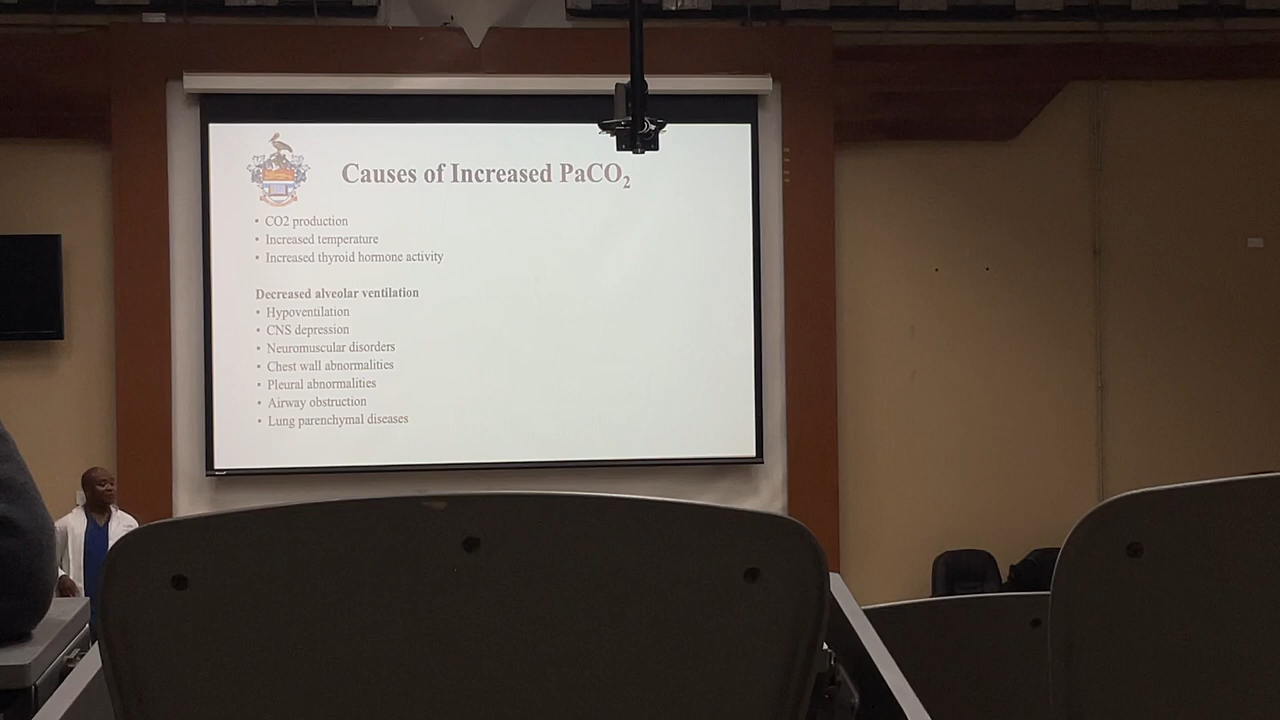 Causes of Increased PaCO₂
• CO2 production
• Increased temperature
• Increased thyroid hormone activity
Decreased alveolar ventilation
• Hypoventilation
• CNS depression
• Neuromuscular disorders
• Chest wall abnormalities
• Pleural abnormalities
• Airway obstruction
• Lung parenchymal diseases